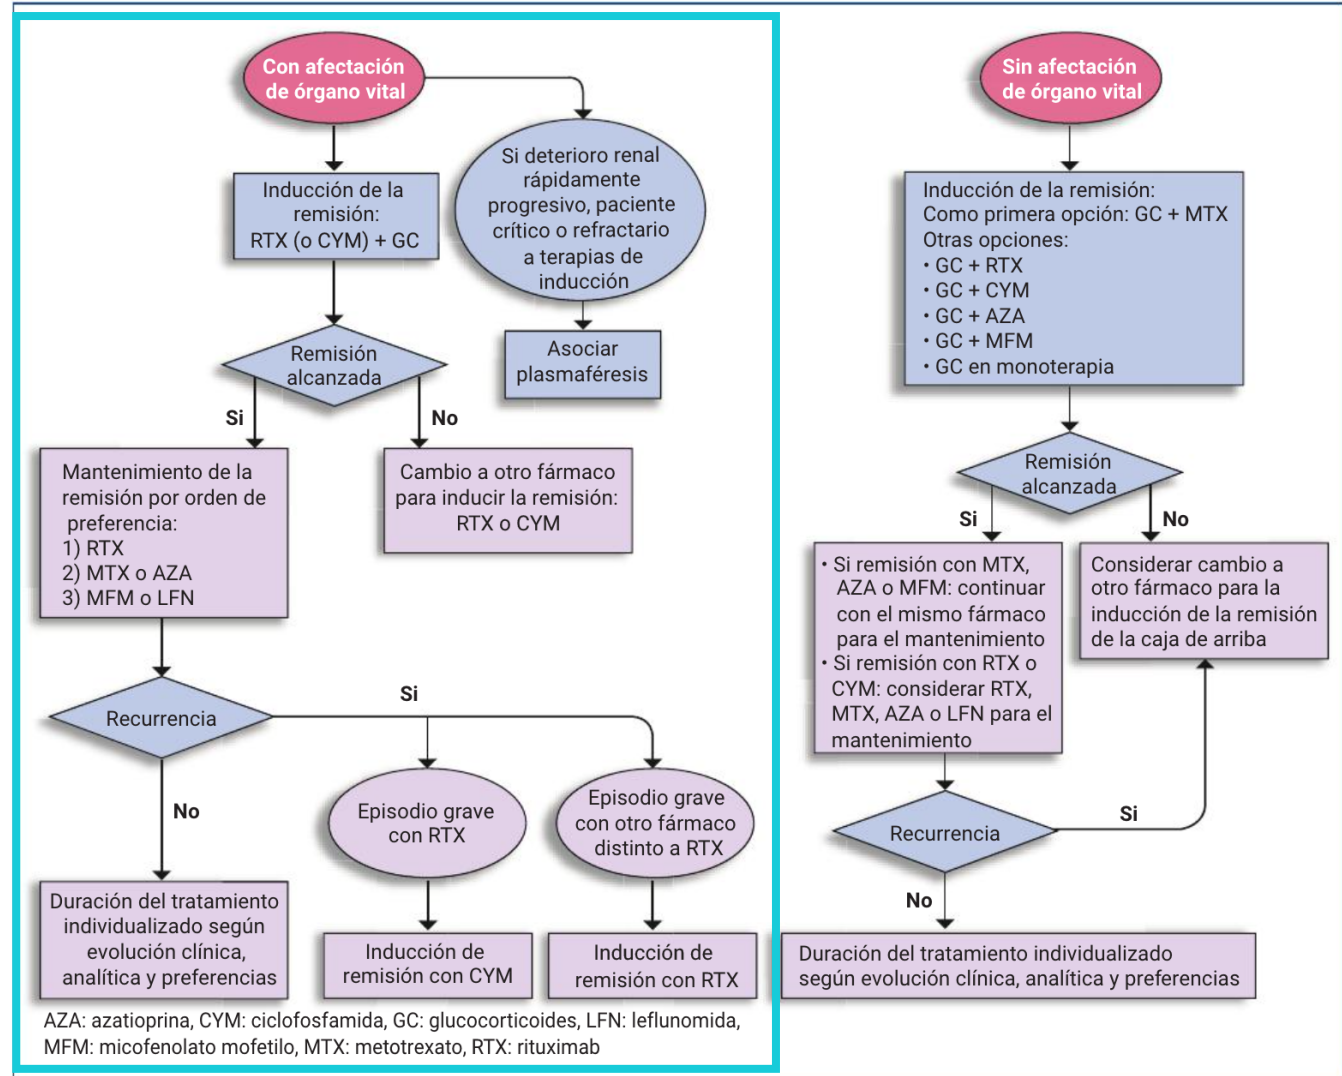 Con afectación
de órgano vital
Si deterioro renal
rápidamente
progresivo, paciente
crítico o refractario
a terapias de
inducción
Asociar
plasmaféresis
Inducción de la
remisión:
RTX (o CYM) + GC
Remisión
alcanzada
Si
No
Mantenimiento de la
remisión por orden de
preferencia:
1) RTX
2) MTX o AZA
3) MFM o LFN
Cambio a otro fármaco
para inducir la remisión:
RTX o CYM
Recurrencia
Si
No
Episodio grave
con RTX
Episodio grave
con otro fármaco
distinto a RTX
Duración del tratamiento
individualizado según
evolución clínica,
analítica y preferencias
Inducción de
remisión con CYM
Inducción de
remisión con RTX
AZA: azatioprina, CYM: ciclofosfamida, GC: glucocorticoides, LFN: leflunomida,
MFM: micofenolato mofetilo, MTX: metotrexato, RTX: rituximab
Sin afectación
de órgano vital
Inducción de la remisión:
Como primera opción: GC + MTX
Otras opciones:
• GC + RTX
• GC + CYM
• GC + AZA
• GC + MFM
• GC en monoterapia
Remisión
alcanzada
Si
No
• Si remisión con MTX,
AZA o MFM: continuar
con el mismo fármaco
para el mantenimiento
• Si remisión con RTX o
CYM: considerar RTX,
MTX, AZA o LFN para el
mantenimiento
Considerar cambio a
otro fármaco para la
inducción de la remisión
de la caja de arriba
Recurrencia
Si
No
Duración del tratamiento individualizado
según evolución clínica, analítica y preferencias